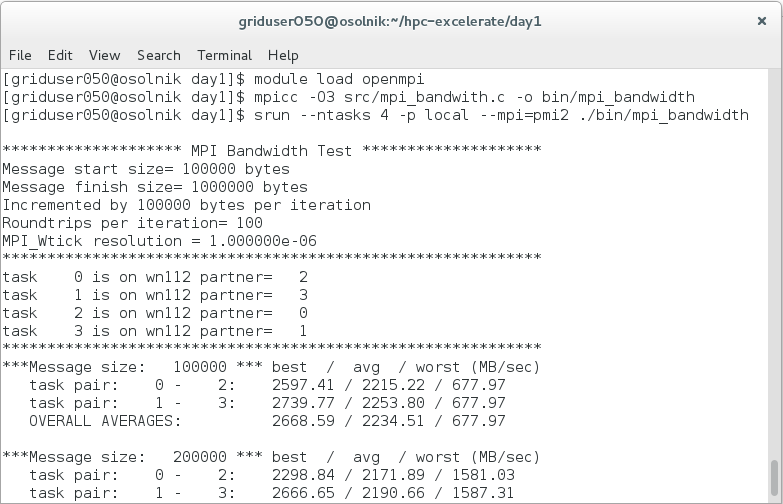 griduser050@osolnik:~/hpc-excelerate/day1
File Edit View Search Terminal Help
[griduser050@osolnik day1]$ module load openmpi
[griduser050@osolnik day1]$ mpicc -O3 src/mpi_bandwith.c -o bin/mpi_bandwidth
[griduser050@osolnik day1]$ srun --ntasks 4 -p local --mpi=pmi2 ./bin/mpi_bandwidth
******************** MPI Bandwidth Test ********************
Message start size= 100000 bytes
Message finish size= 1000000 bytes
Incremented by 100000 bytes per iteration
Roundtrips per iteration= 100
MPI_Wtick resolution = 1.000000e-06
************************************************************
task    0 is on wn112 partner=   2
task    1 is on wn112 partner=   3
task    2 is on wn112 partner=   0
task    3 is on wn112 partner=   1
************************************************************
***Message size:   100000 *** best  /  avg  / worst (MB/sec)
   task pair:    0 -    2:    2597.41 / 2215.22 / 677.97
   task pair:    1 -    3:    2739.77 / 2253.80 / 677.97
   OVERALL AVERAGES:          2668.59 / 2234.51 / 677.97
***Message size:   200000 *** best  /  avg  / worst (MB/sec)
   task pair:    0 -    2:    2298.84 / 2171.89 / 1581.03
   task pair:    1 -    3:    2666.65 / 2190.66 / 1587.31